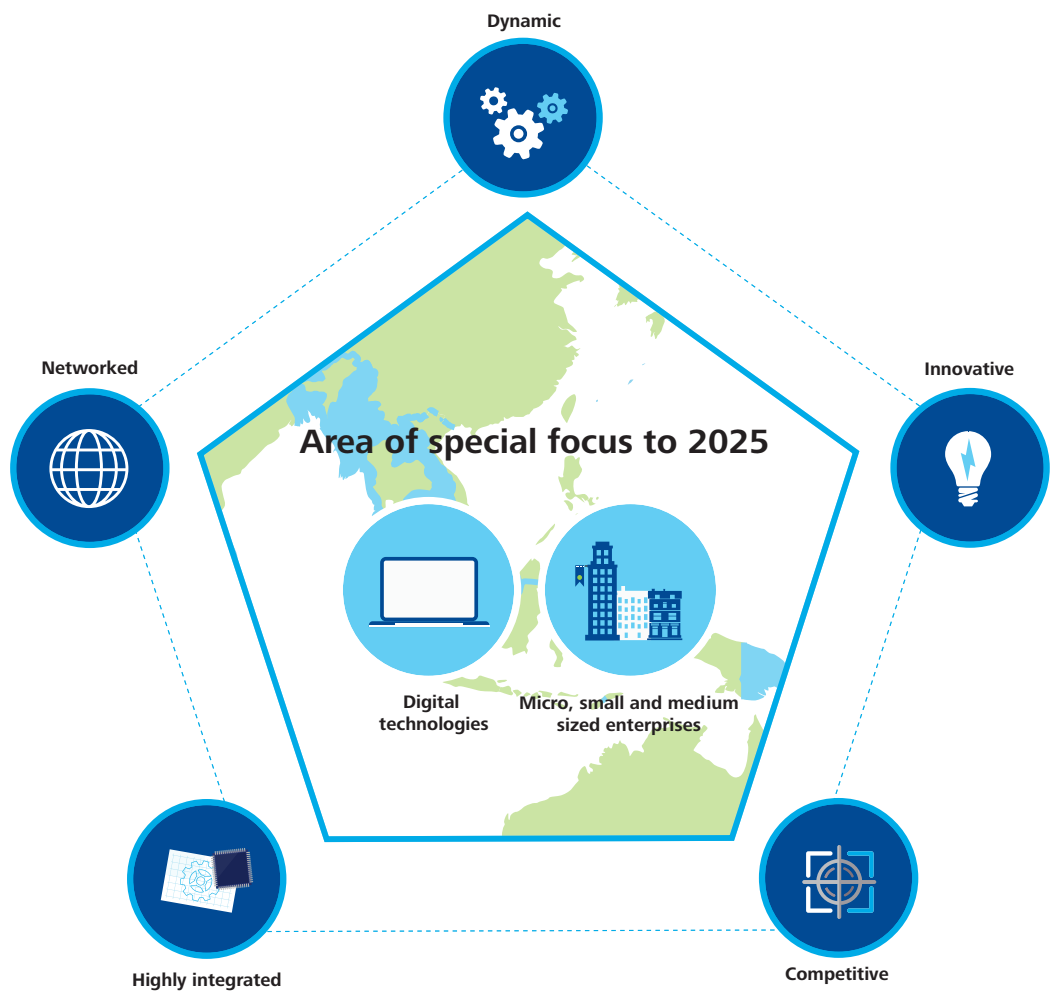 Dynamic
Networked
Innovative
Area of special focus to 2025
Digital
technologies
Micro, small and medium
sized enterprises
Highly integrated
Competitive